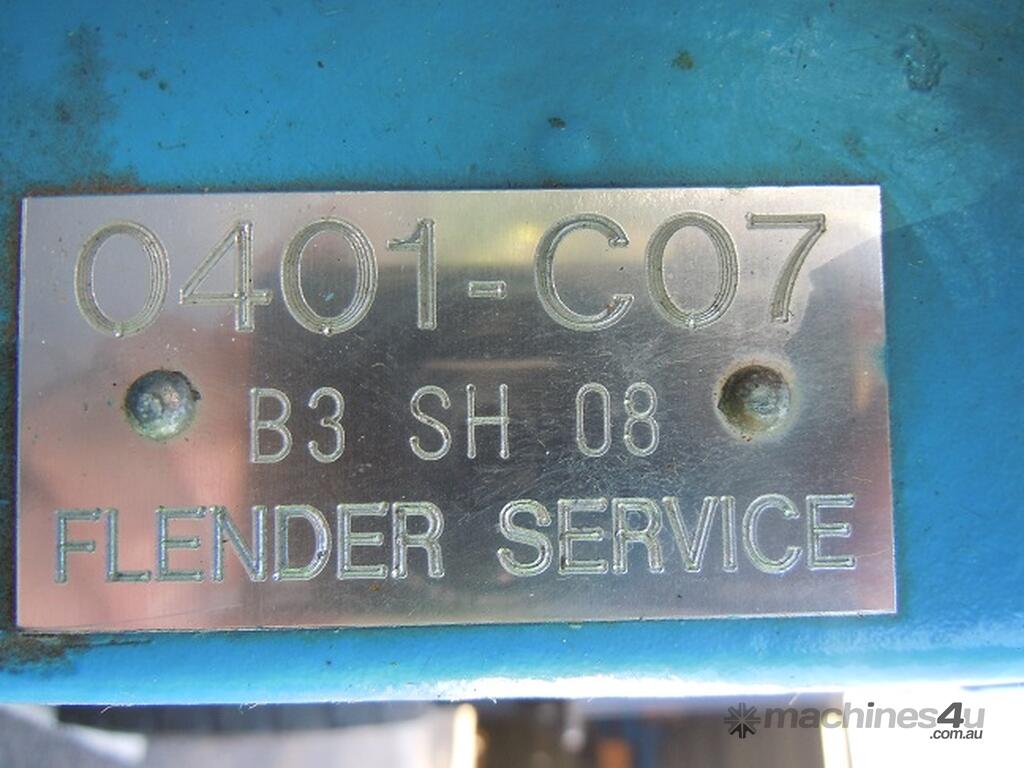 0401-C07
B3 SH 08
FLENDER SERVICE
machines4u
.com.au